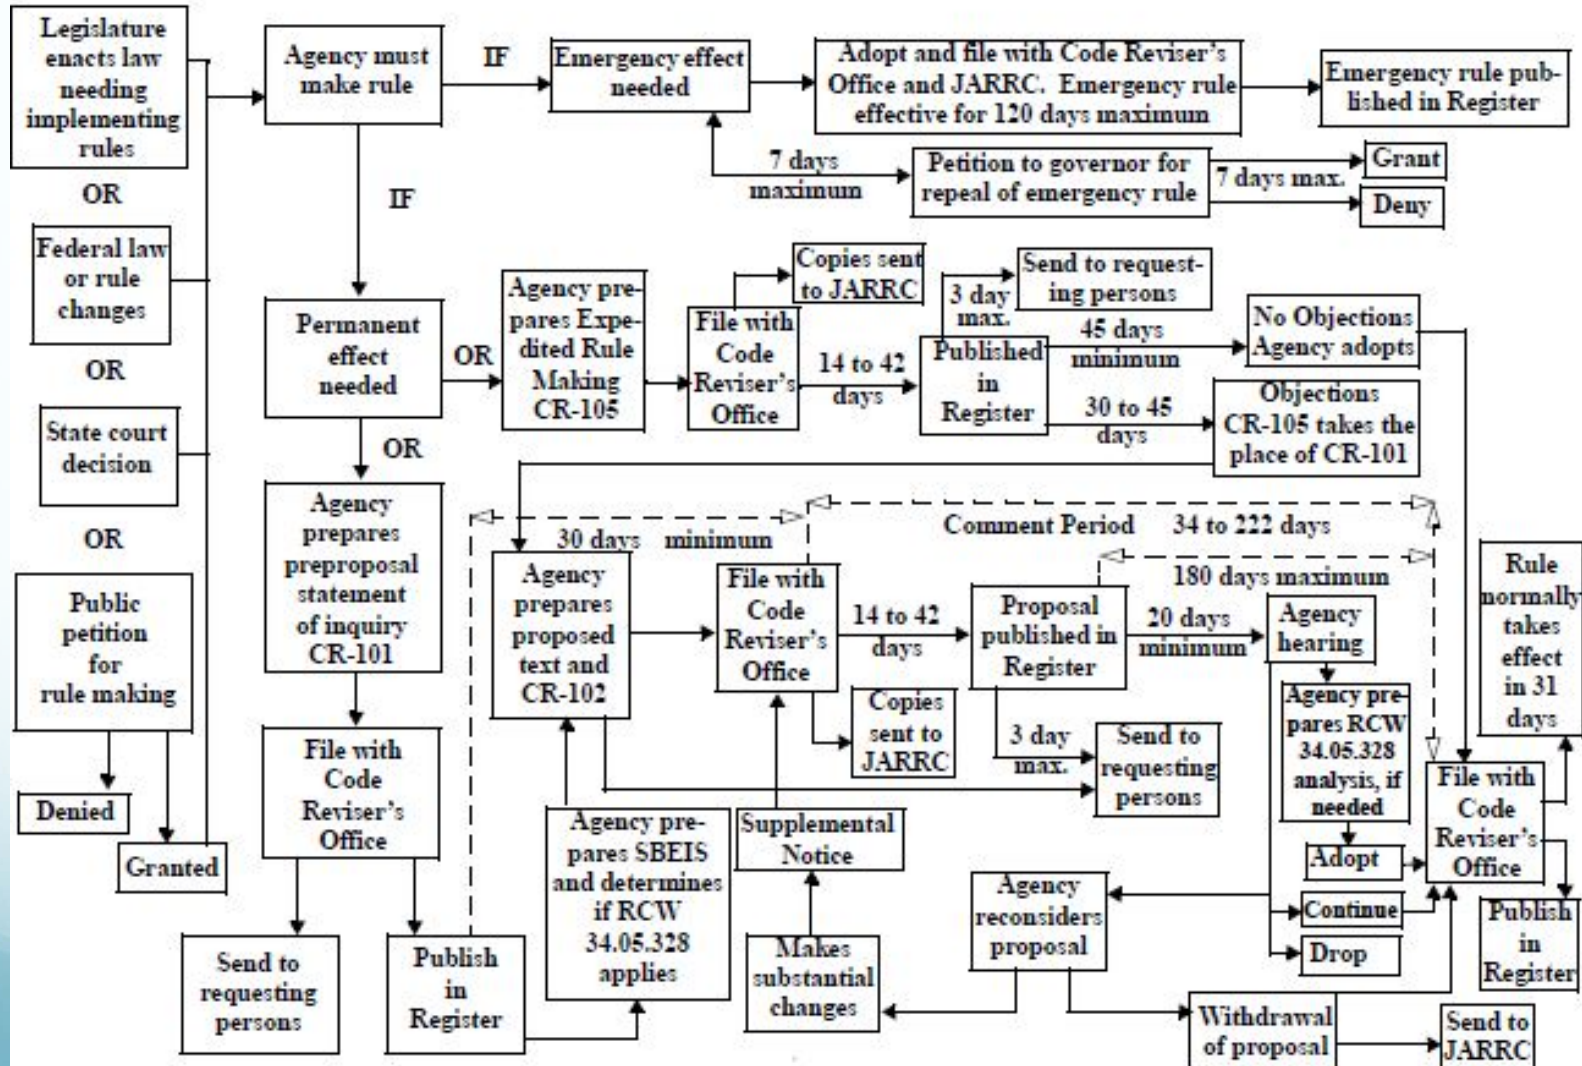 Legislature
enacts law
needing
implementing
rules
OR
Federal law
or rule
changes
OR
State court
decision
OR
Public
petition
for
rule making
Denied
Granted
Agency must
make rule
IF
Emergency effect
needed
Adopt and file with Code Reviser's
Office and JARRC. Emergency rule
effective for 120 days maximum
Emergency rule pub-
lished in Register
7 days
maximum
Petition to governor for
repeal of emergency rule
7 days max.
Grant
Deny
IF
Permanent
effect
needed
OR
Agency pre-
pares Expe-
dited Rule
Making
CR-105
File with
Code
Reviser's
Office
Copies sent
to JARRC
14 to 42
days
Published
in
Register
3 day
max.
Send to request-
ing persons
45 days
minimum
No Objections
Agency adopts
30 to 45
days
Objections
CR-105 takes the
place of CR-101
OR
Agency
prepares
preproposal
statement
of inquiry
CR-101
File with
Code
Reviser's
Office
Send to
requesting
persons
Publish
in
Register
30 days minimum
Agency pre-
pares SBEIS
and determines
if RCW
34.05.328
applies
Agency
prepares
proposed
text and
CR-102
File with
Code
Reviser's
Office
Comment Period 34 to 222 days
180 days maximum
Copies
sent to
JARRC
14 to 42
days
Proposal
published in
Register
3 day
max.
Send to
requesting
persons
20 days
minimum
Agency
hearing
Agency pre-
pares RCW
34.05.328
analysis, if
needed
Adopt
Continue
Drop
Supplemental
Notice
Makes
substantial
changes
Agency
reconsiders
proposal
Withdrawal
of proposal
Send to
JARRC
File with
Code
Reviser's
Office
Rule
normally
takes
effect
in 31
days
Publish
in
Register